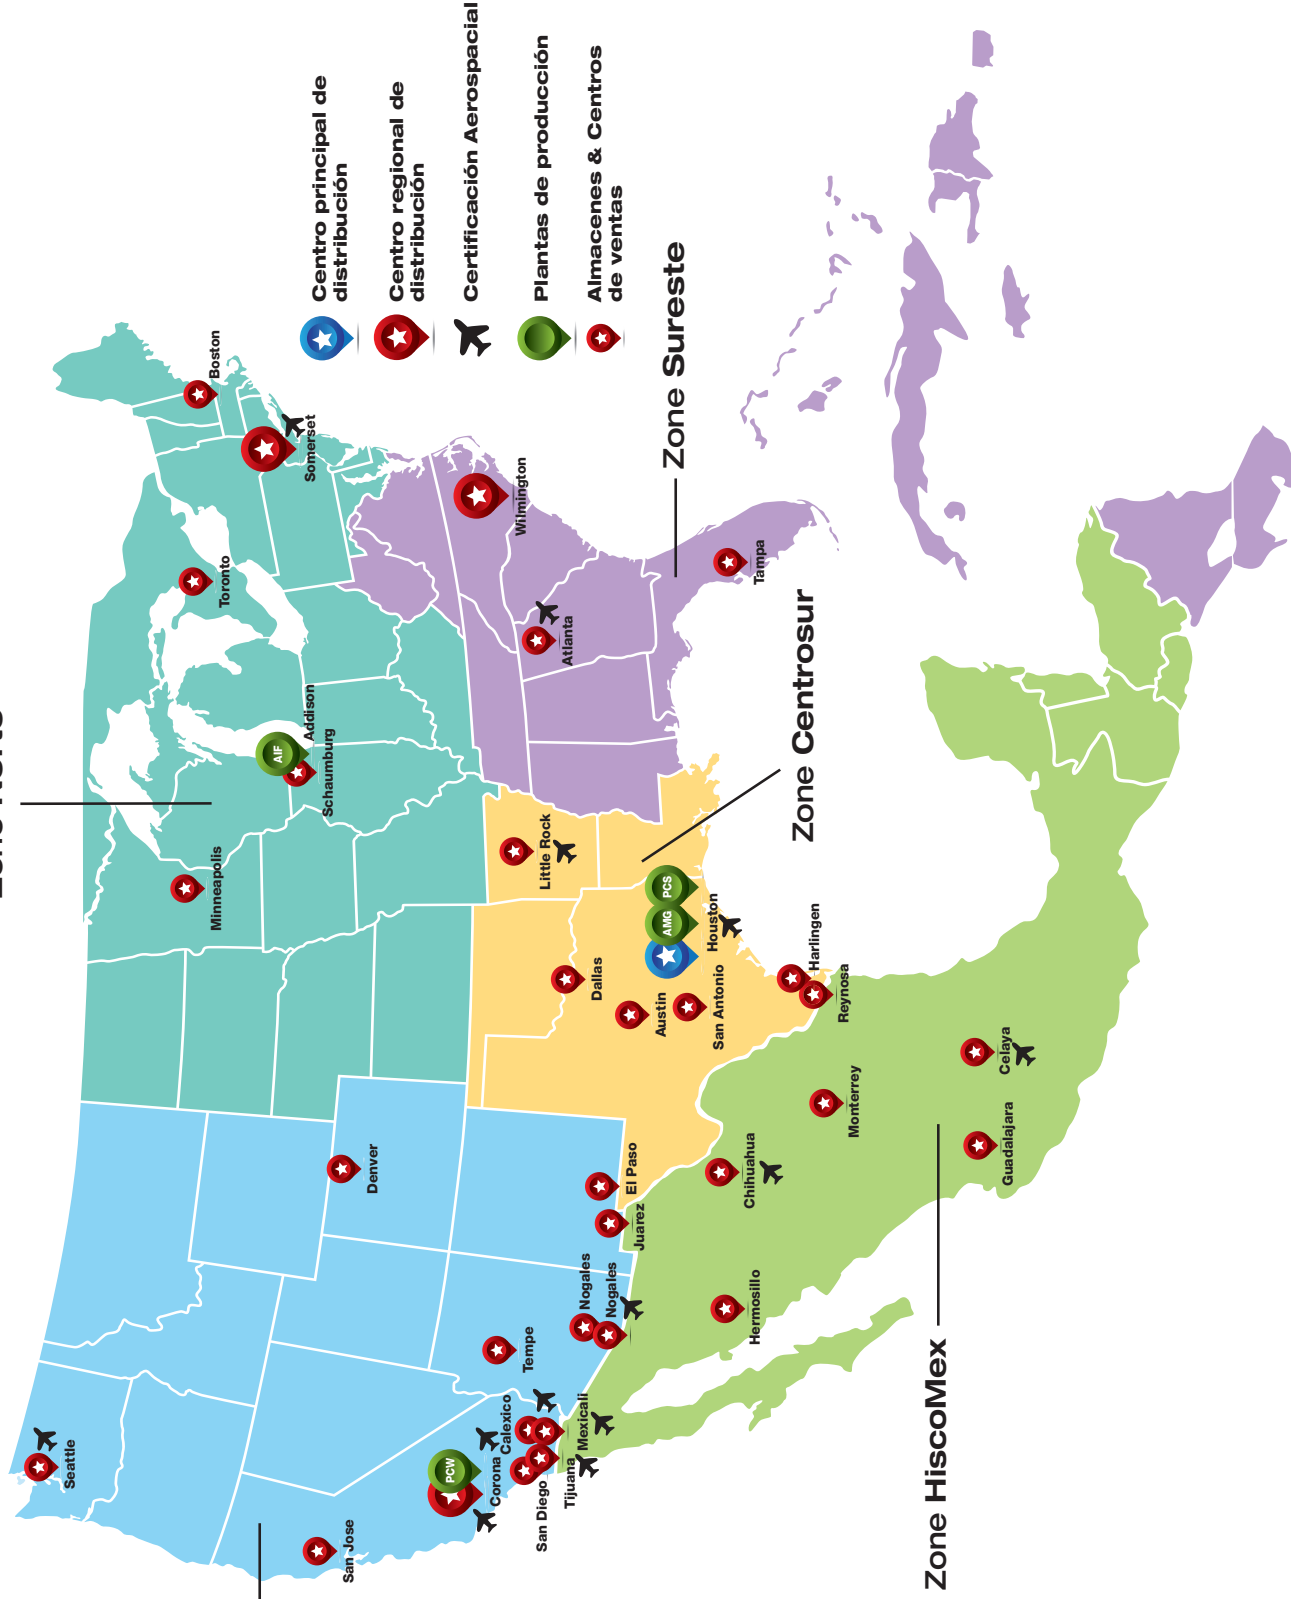 Centro principal de
distribución
Centro regional de
distribución
Certificación Aerospacial
Plantas de producción
Almacenes & Centros
de ventas
Zone Sureste
Zone Centrosur
Zone HiscoMex
Seattle
San Jose
PCW
Corona
Calexico
San Diego
Tijuana
Mexicali
Tempe
Nogales
Nogales
Denver
El Paso
Juarez
Hermosillo
Chihuahua
Monterrey
Guadalajara
Celaya
Reynosa
Harlingen
San Antonio
Austin
Dallas
AMG
PCS
Houston
Little Rock
Minneapolis
AIF
Addison
Schaumburg
Toronto
Boston
Somerset
Wilmington
Atlanta
Tampa